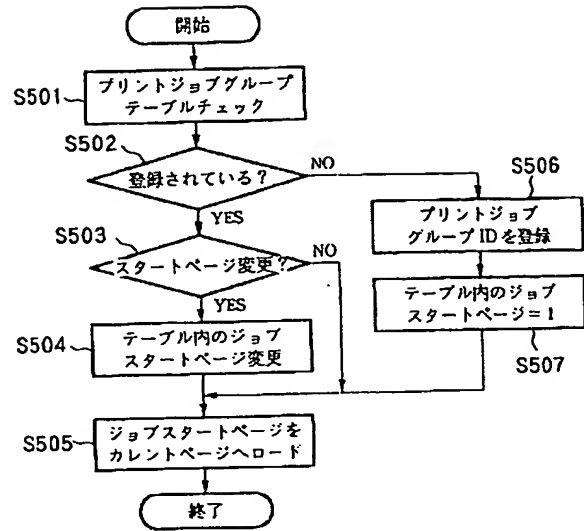 開始
S501
プリントジョブグループ
テーブルチェック
S502
登録されている?
NO
YES
S506
プリントジョブ
グループIDを登録
S503
スタートページ変更?
NO
YES
テーブル内のジョブ
スタートページ=1
S507
S504
テーブル内のジョブ
スタートページ変更
S505
ジョブスタートページを
カレントページへロード
終了